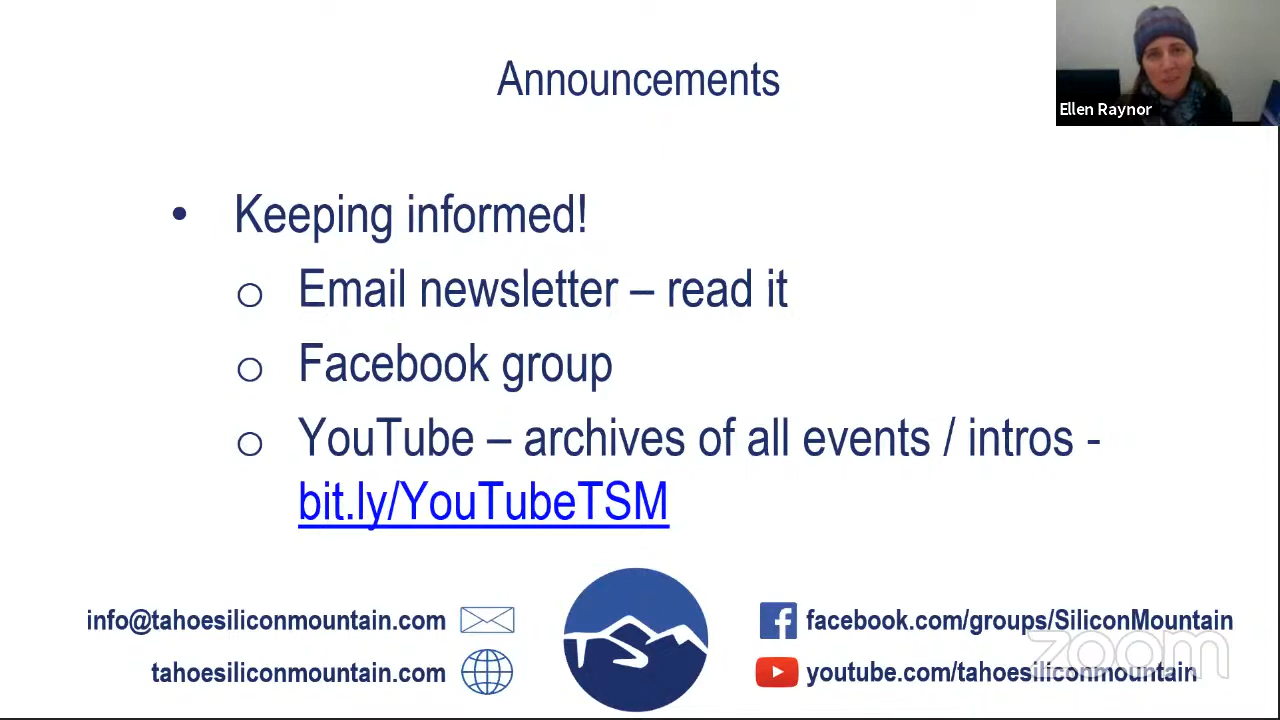 Announcements
Ellen Raynor
• Keeping informed!
o Email newsletter – read it
o Facebook group
o YouTube – archives of all events / intros -
bit.ly/YouTubeTSM
info@tahoesiliconmountain.com
tahoesiliconmountain.com
TSM
facebook.com/groups/SiliconMountain
youtube.com/tahoesiliconmountain
zoom